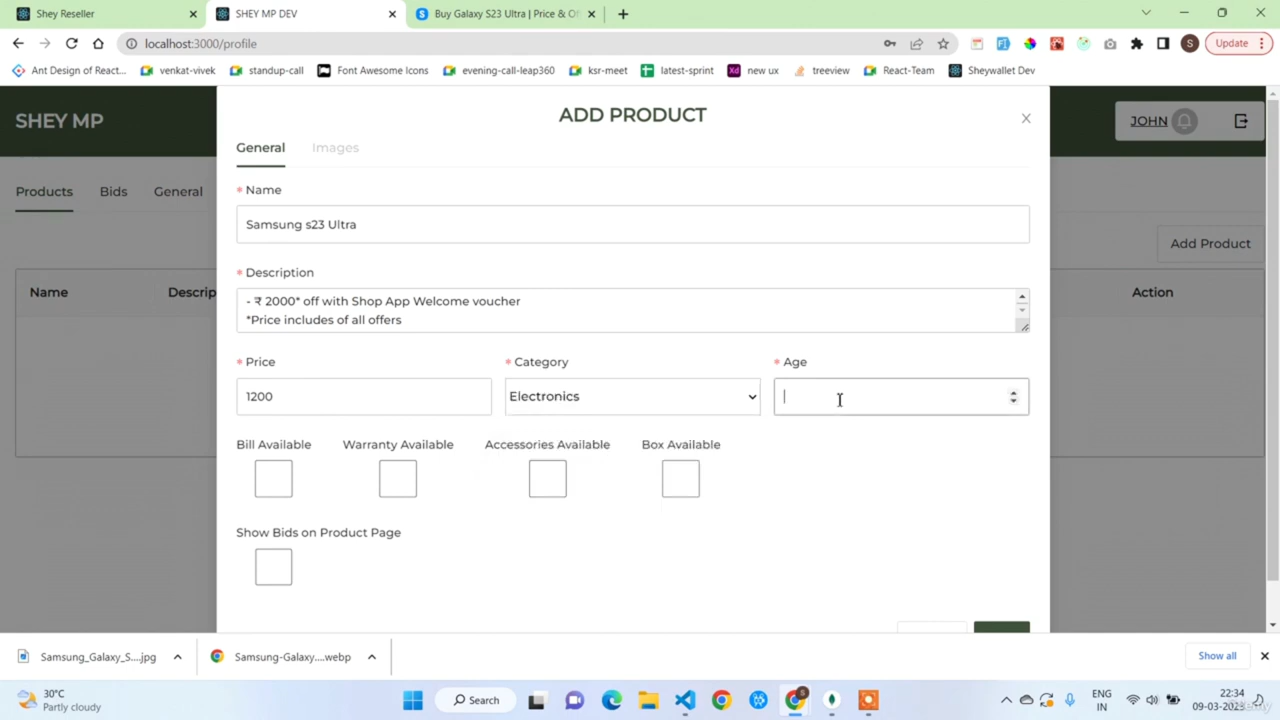 Shey Reseller
SHEY MP DEV
Buy Galaxy S23 Ultra | Price & Of
localhost:3000/profile
S
Update
Ant Design of React...
venkat-vivek
standup-call
Font Awesome Icons
evening-call-leap360
ksr-meet
latest-sprint
Xd
new ux
treeview
React-Team
Sheywallet Dev
SHEY MP
JOHN
ADD PRODUCT
General
Images
Products
Bids
General
* Name
Samsung s23 Ultra
Add Product
* Description
Name
Descrip
- ₹ 2000* off with Shop App Welcome voucher
*Price includes of all offers
Action
* Price
* Category
* Age
1200
Electronics
Bill Available
Warranty Available
Accessories Available
Box Available
Show Bids on Product Page
Samsung_Galaxy_S....jpg
Samsung-Galaxy....webp
Show all
30°C
Partly cloudy
Search
ENG
IN
22:34
09-03-2023